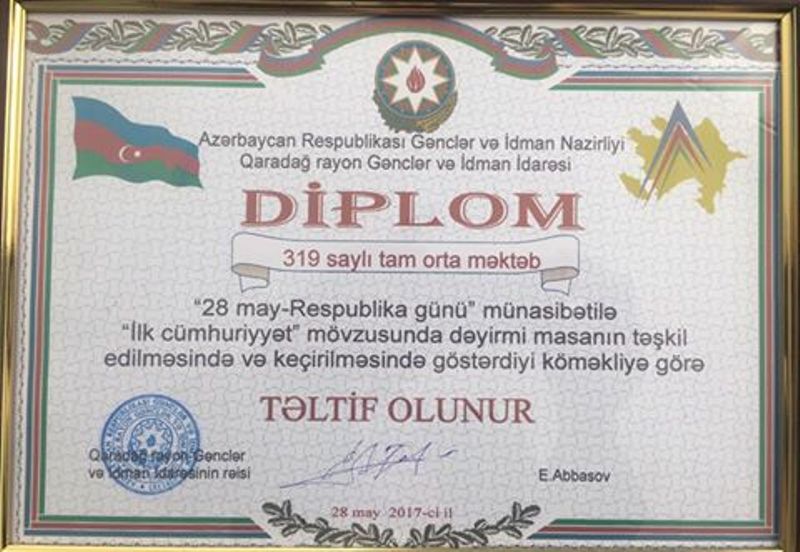 Azərbaycan Respublikası Gənclər və İdman Nazirliyi
Qaradağ rayon Gənclər və İdman İdarəsi
DİPLOM
319 saylı tam orta məktəb
“28 may-Respublika günü” münasibətilə
“İlk cümhuriyyət” mövzusunda dəyirmi masanın təşkil
edilməsində və keçirilməsində göstərdiyi köməkliyə görə
TƏLTİF OLUNUR
Qaradağ rayon Gənclər
və İdman İdarəsinin rəisi
E.Abbasov
28 may 2017-ci il